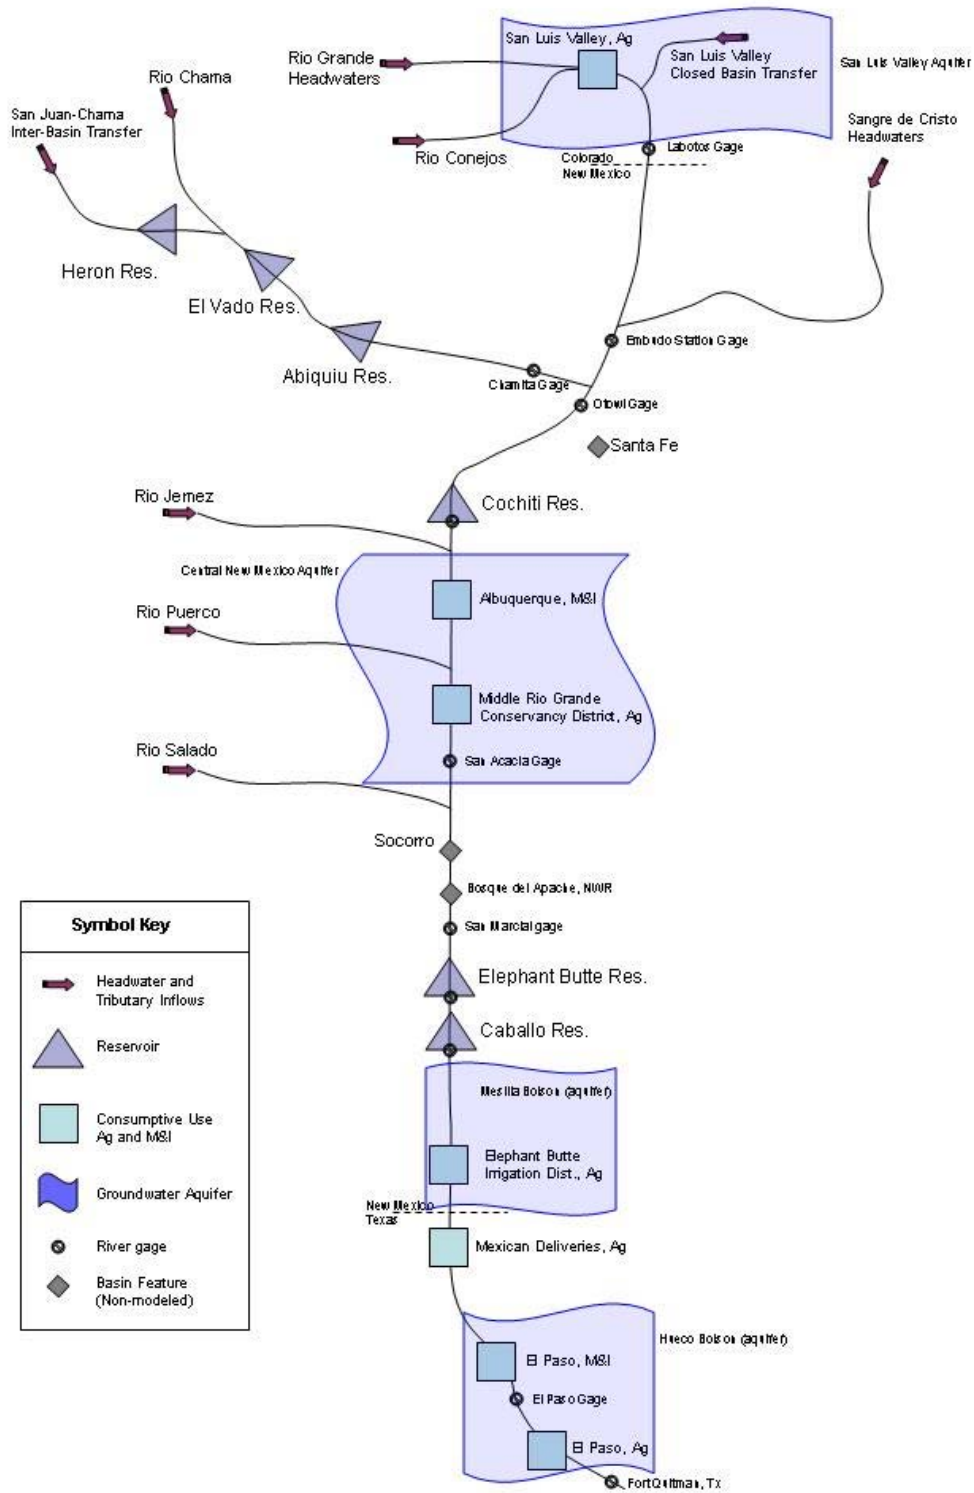 San Luis Valley, Ag
Rio Grande
Headwaters
San Luis Valley
Closed Basin Transfer
San Luis Valley Aquifer
Rio Chama
San Juan-Chama
Inter-Basin Transfer
Sangre de Cristo
Headwaters
Rio Conejos
Labotos Gage
Colorado
New Mexico
Heron Res.
El Vado Res.
Abiquiu Res.
Embudo Station Gage
Chamita Gage
Otowi Gage
Santa Fe
Rio Jemez
Cochiti Res.
Central New Mexico Aquifer
Albuquerque, M&I
Rio Puerco
Middle Rio Grande
Conservancy District, Ag
Rio Salado
San Acacia Gage
Socorro
Bosque del Apache, NWR
San Marcial gage
Elephant Butte Res.
Caballo Res.
Mesilla Bolson (aquifer)
Elephant Butte
Irrigation Dist., Ag
New Mexico
Texas
Mexican Deliveries, Ag
Hueco Bolson (aquifer)
El Paso, M&I
El Paso Gage
El Paso, Ag
Fort Quitman, Tx
Symbol Key
Headwater and
Tributary Inflows
Reservoir
Consumptive Use
Ag and M&I
Groundwater Aquifer
River gage
Basin Feature
(Non-modeled)